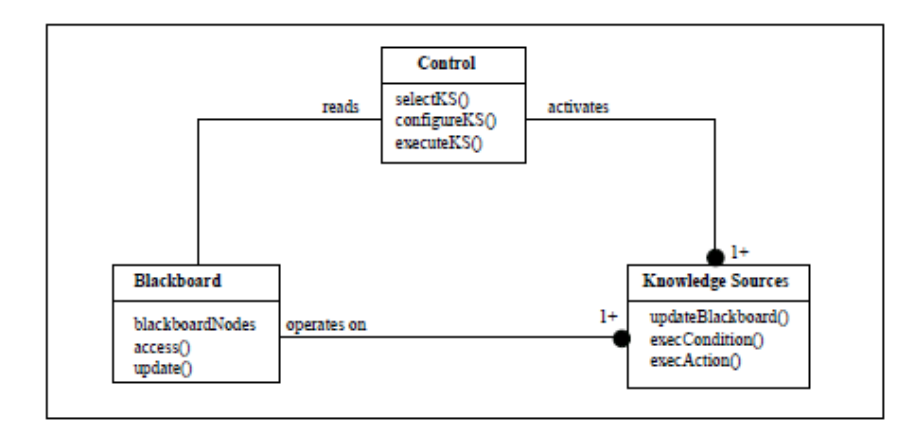 Control
selectKS()
configureKS()
executeKS()
reads
activates
1+
Blackboard
blackboardNodes
access()
update()
operates on
1+
Knowledge Sources
updateBlackboard()
execCondition()
execAction()